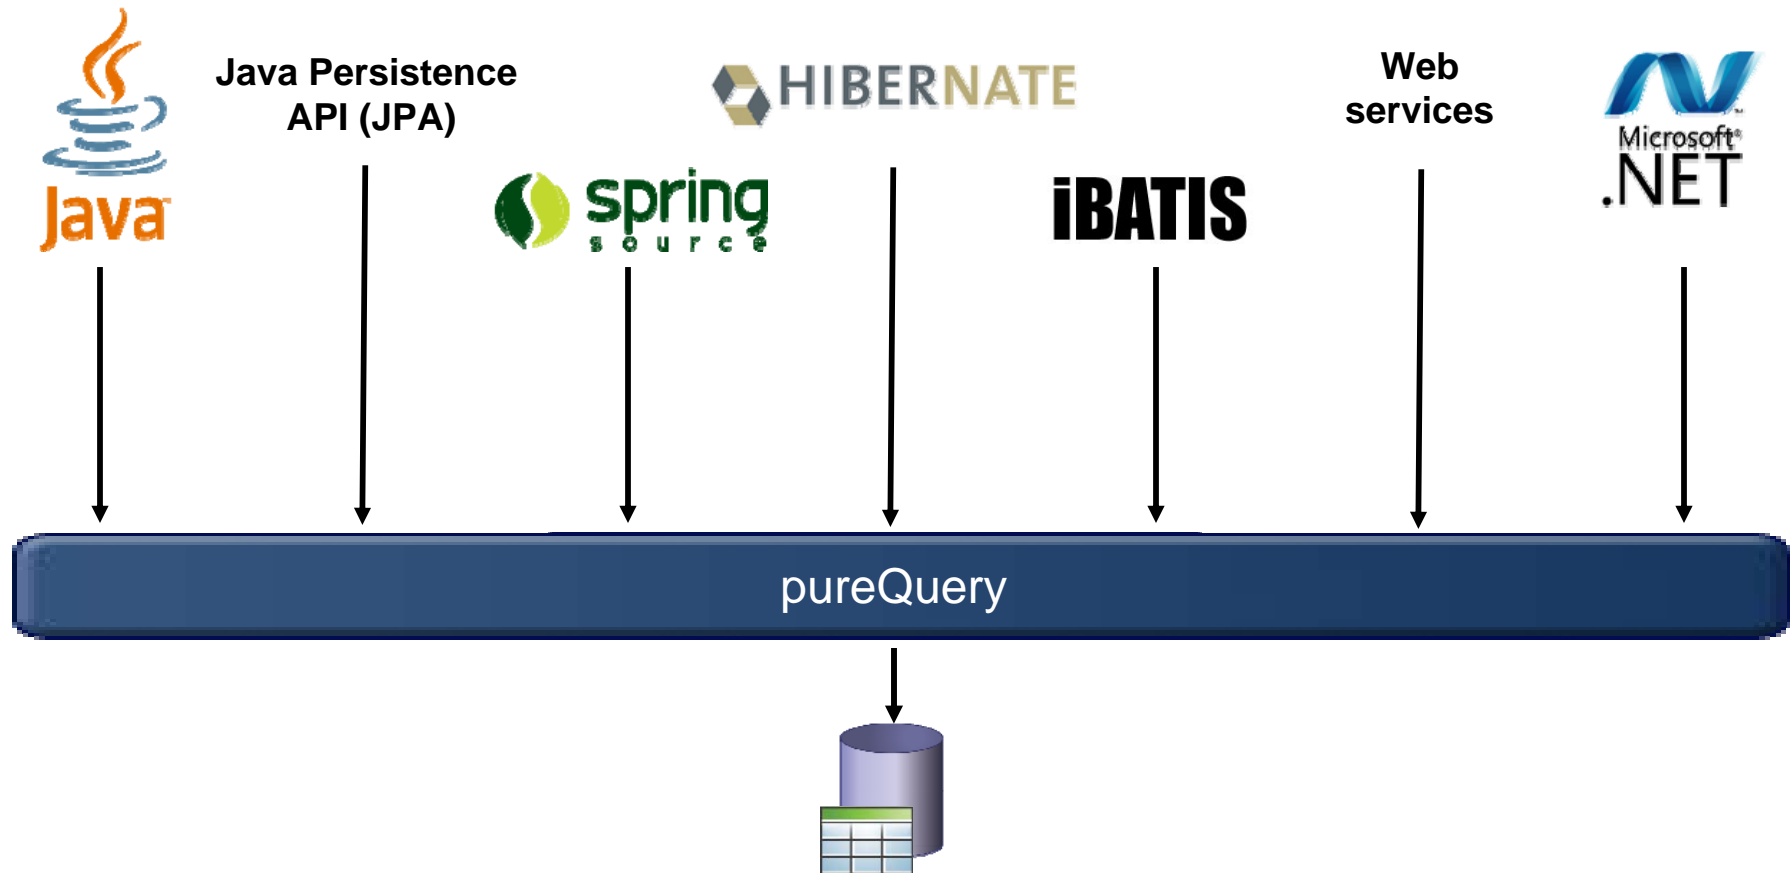 Java
Java Persistence
API (JPA)
spring
source
HIBERNATE
iBATIS
Web
services
Microsoft®
.NET
pureQuery